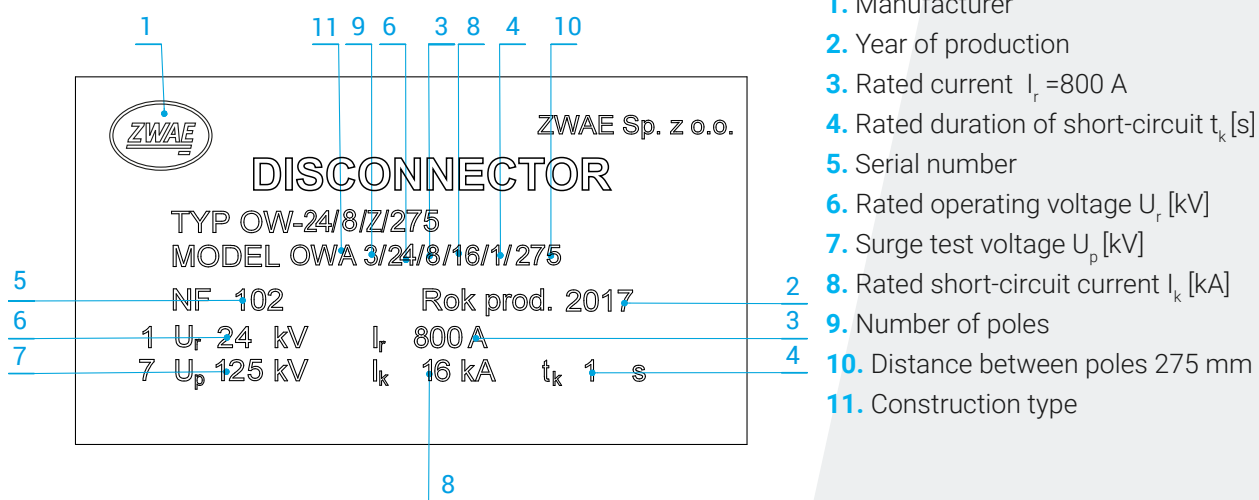 1 11 9 6 3 8 4 10
ZWAE
ZWAE Sp. z o.o.
DISCONNECTOR
TYP OW-24/8/Z/275
MODEL OWA 3/24/8/16/1/275
5 NF 102 Rok prod. 2017 2
6 1 Ur 24 kV Ir 800 A 3
7 7 Up 125 kV Ik 16 kA tk 1 s 4
8
1. Manufacturer
2. Year of production
3. Rated current Ir =800 A
4. Rated duration of short-circuit tk [s]
5. Serial number
6. Rated operating voltage Ur [kV]
7. Surge test voltage Up [kV]
8. Rated short-circuit current Ik [kA]
9. Number of poles
10. Distance between poles 275 mm
11. Construction type